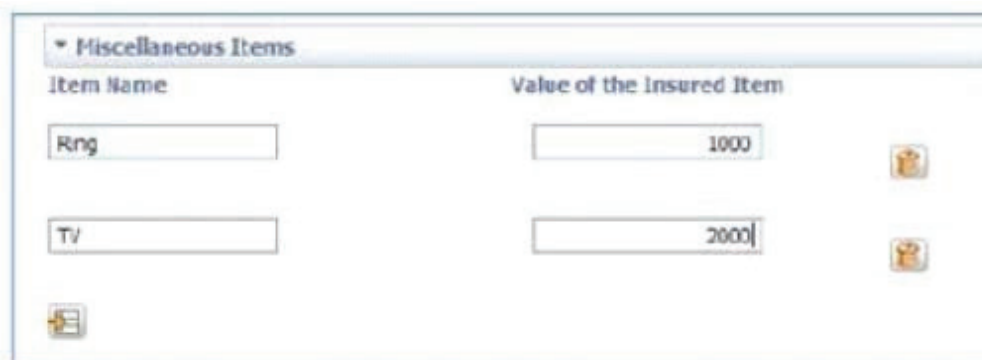 Miscellaneous Items
Item Name Value of the Insured Item
Ring 1000
TV 2000